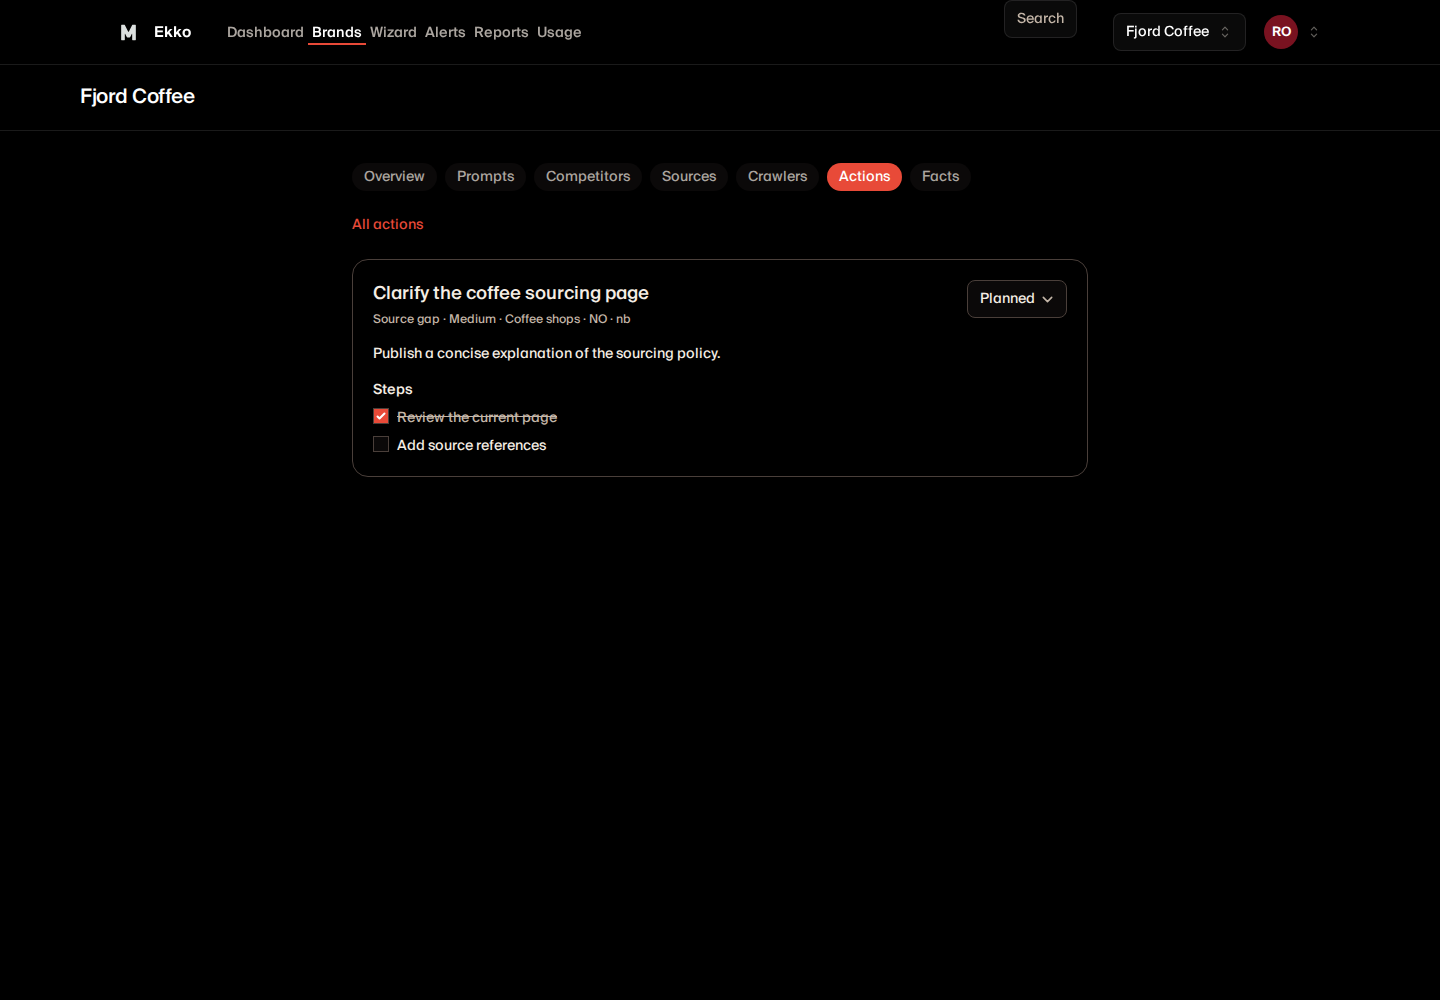 M Ekko Dashboard Brands Wizard Alerts Reports Usage Search Fjord Coffee RO
Fjord Coffee
Overview Prompts Competitors Sources Crawlers Actions Facts
All actions
Clarify the coffee sourcing page Planned
Source gap · Medium · Coffee shops · NO · nb
Publish a concise explanation of the sourcing policy.
Steps
Review the current page
Add source references